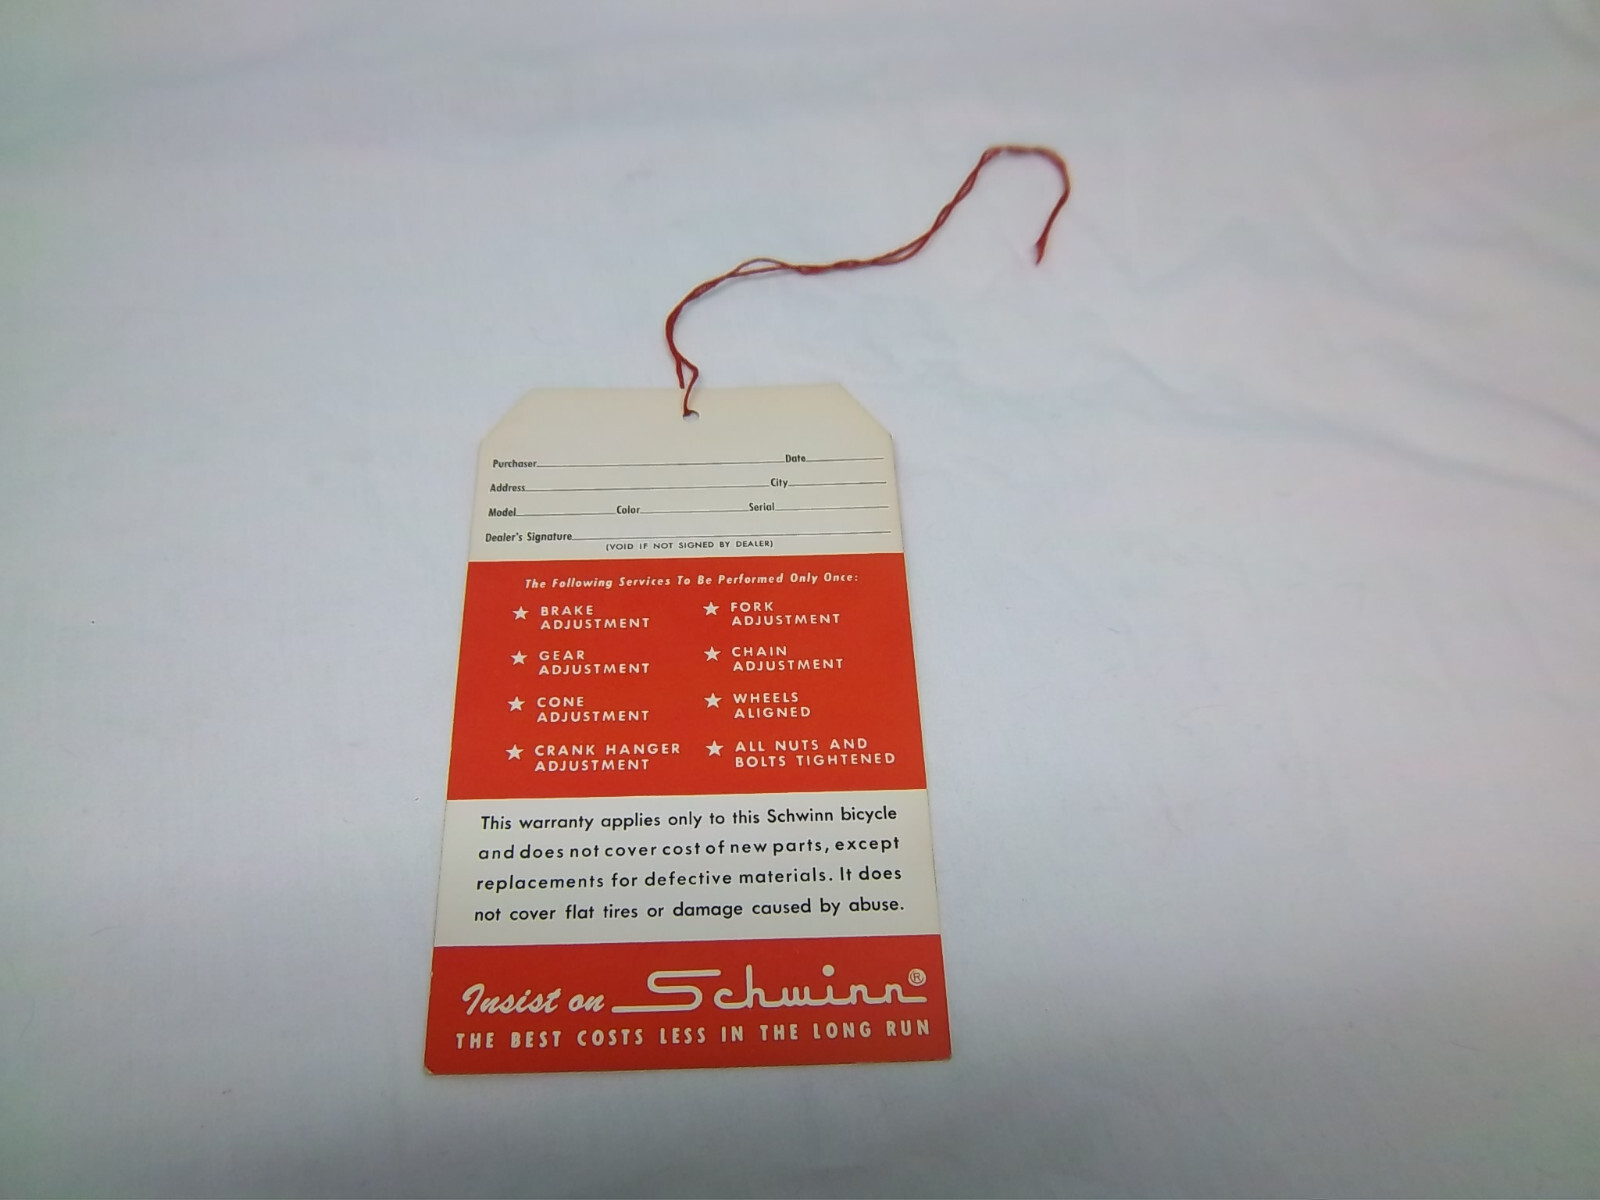 Purchaser Date
Address City
Model Color Serial
Dealer's Signature
(VOID IF NOT SIGNED BY DEALER)
The Following Services To Be Performed Only Once:
★ BRAKE ADJUSTMENT
★ GEAR ADJUSTMENT
★ CONE ADJUSTMENT
★ CRANK HANGER ADJUSTMENT
★ FORK ADJUSTMENT
★ CHAIN ADJUSTMENT
★ WHEELS ALIGNED
★ ALL NUTS AND BOLTS TIGHTENED
This warranty applies only to this Schwinn bicycle
and does not cover cost of new parts, except
replacements for defective materials. It does
not cover flat tires or damage caused by abuse.
Insist on Schwinn®
THE BEST COSTS LESS IN THE LONG RUN